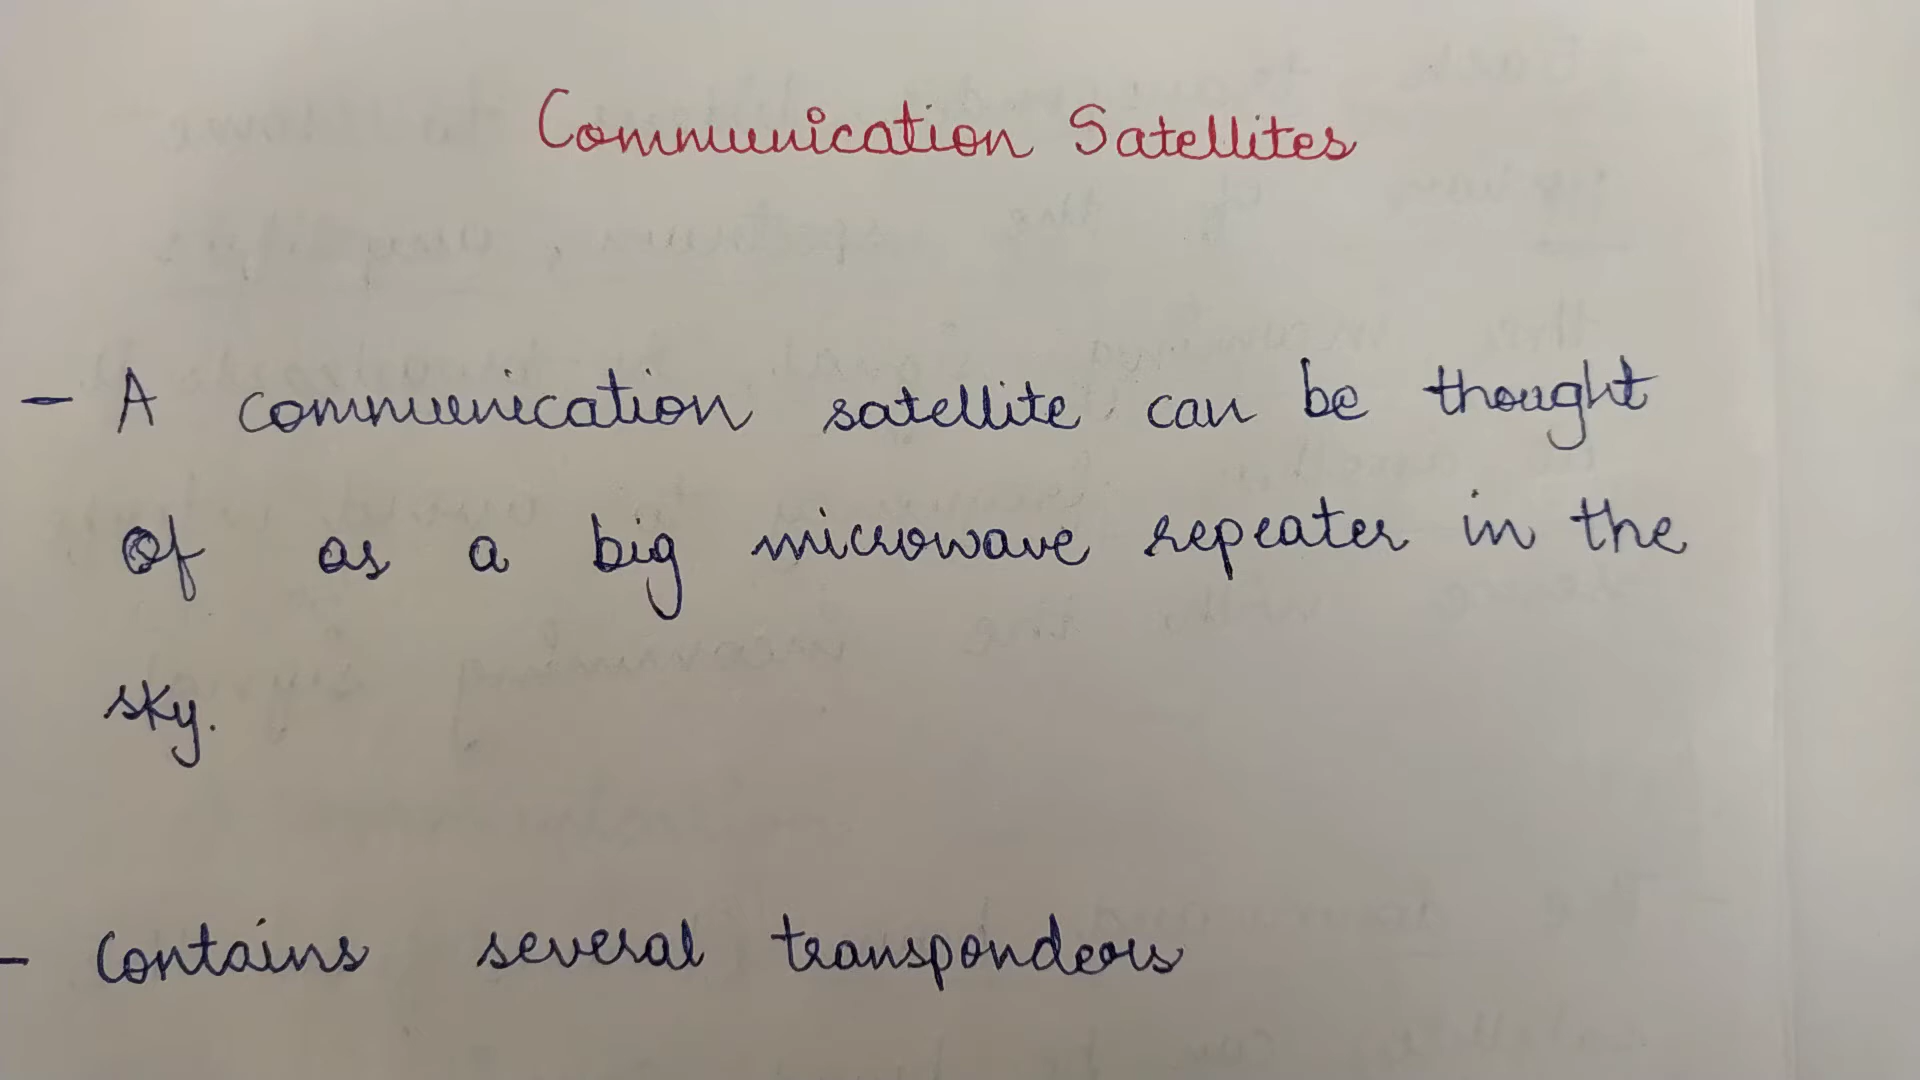 Communication Satellites
- A communication satellite can be thought
of as a big microwave repeater in the
sky.
- Contains several transponders